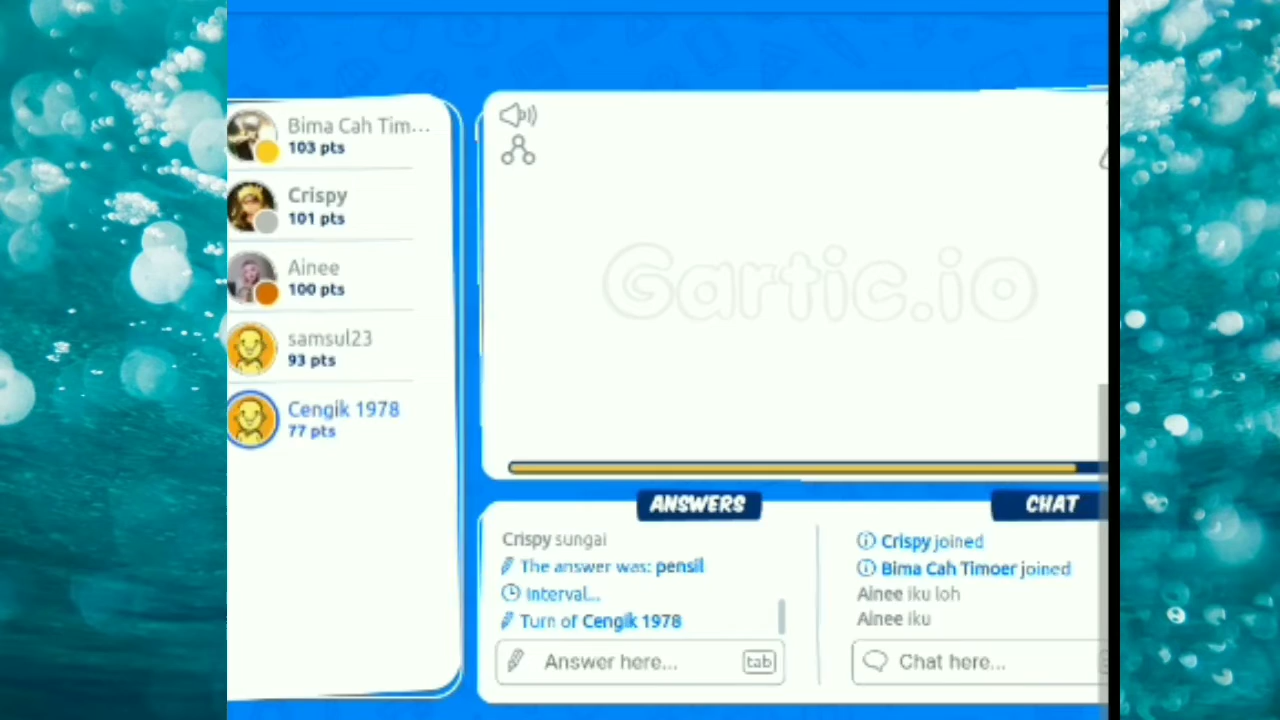 Bima Cah Tim...
103 pts
Crispy
101 pts
Ainee
100 pts
samsul23
93 pts
Cengik 1978
77 pts
Gartic.io
ANSWERS
Crispy sungai
The answer was: pensil
Interval...
Turn of Cengik 1978
Answer here... tab
CHAT
Crispy joined
Bima Cah Timoer joined
Ainee iku loh
Ainee iku
Chat here...